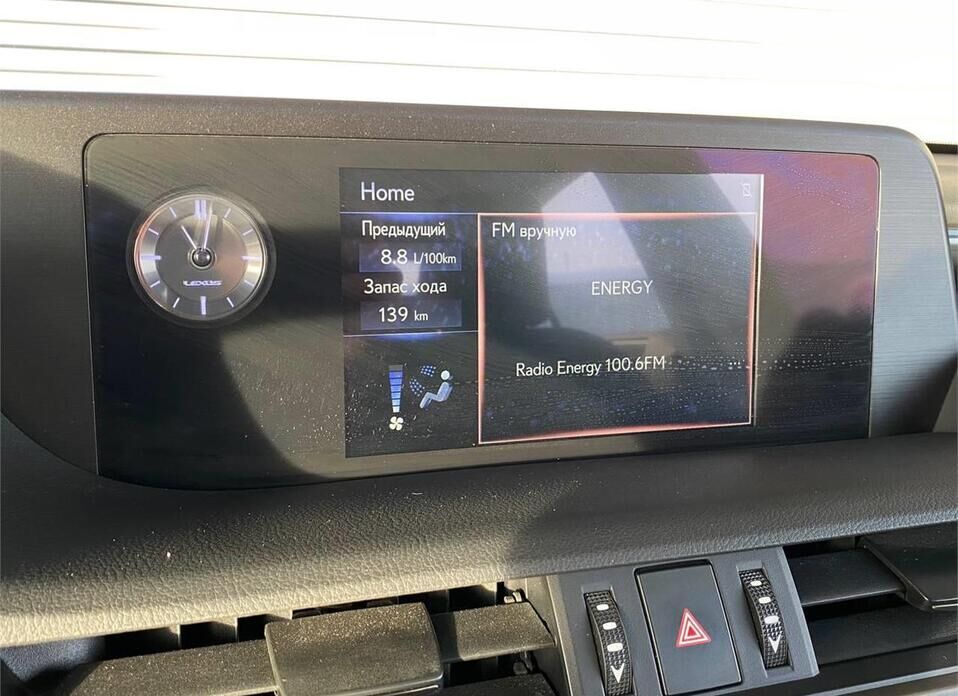 Home
Предыдущий
8.8 L/100km
Запас хода
139 km
FM вручную
ENERGY
Radio Energy 100.6FM
LEXUS